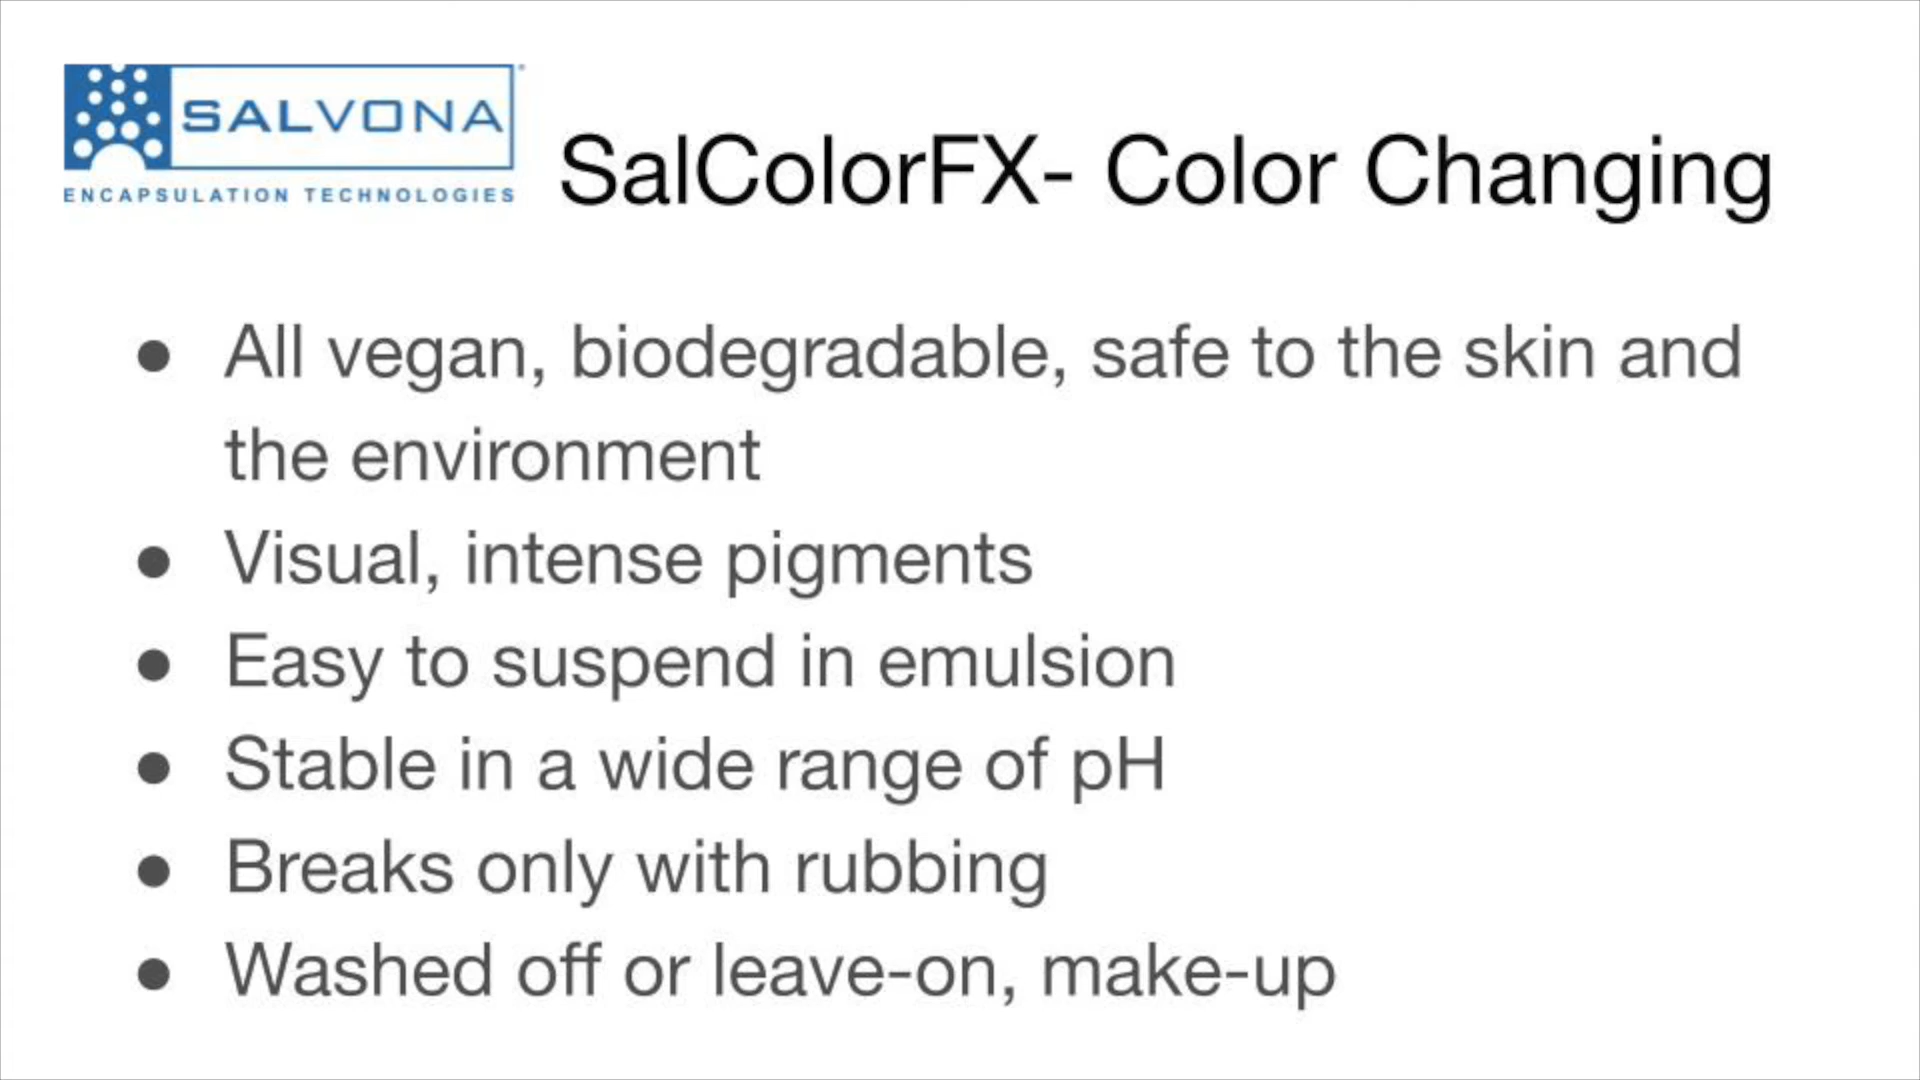 SALVONA
ENCAPSULATION TECHNOLOGIES
SalColorFX- Color Changing
● All vegan, biodegradable, safe to the skin and
the environment
● Visual, intense pigments
● Easy to suspend in emulsion
● Stable in a wide range of pH
● Breaks only with rubbing
● Washed off or leave-on, make-up